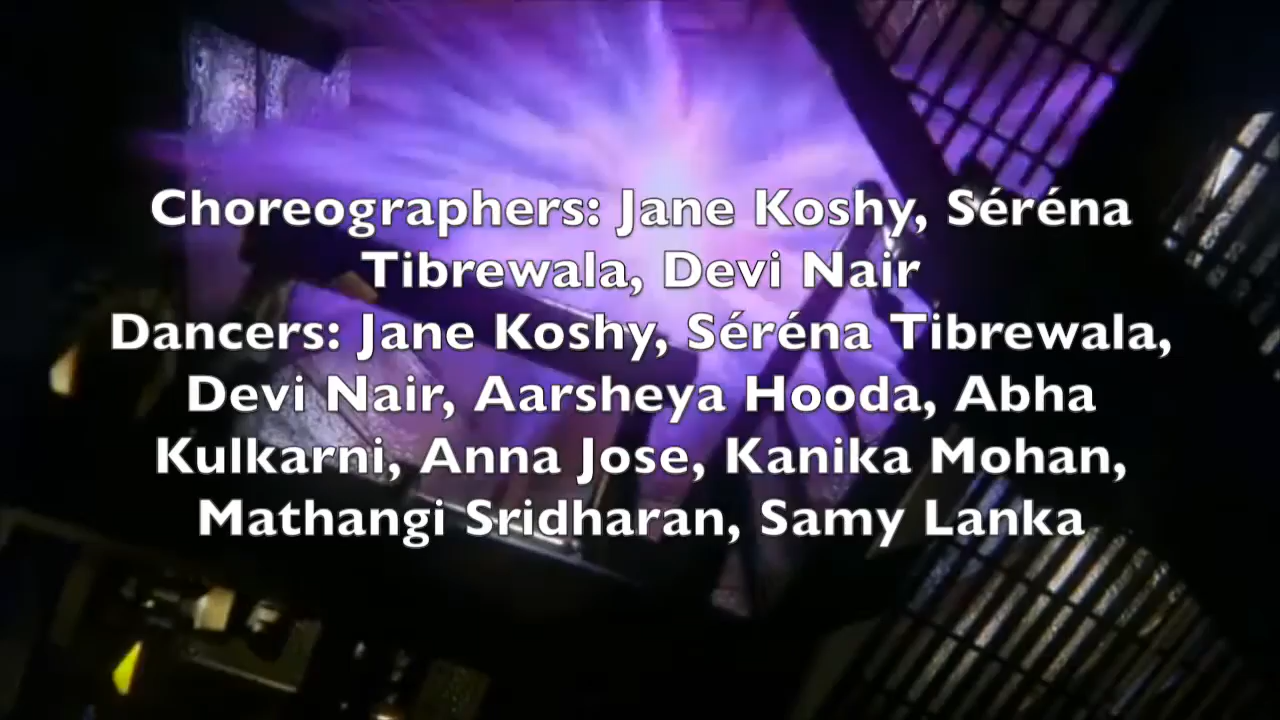 Choreographers: Jane Koshy, Séréna
Tibrewala, Devi Nair
Dancers: Jane Koshy, Séréna Tibrewala,
Devi Nair, Aarsheya Hooda, Abha
Kulkarni, Anna Jose, Kanika Mohan,
Mathangi Sridharan, Samy Lanka